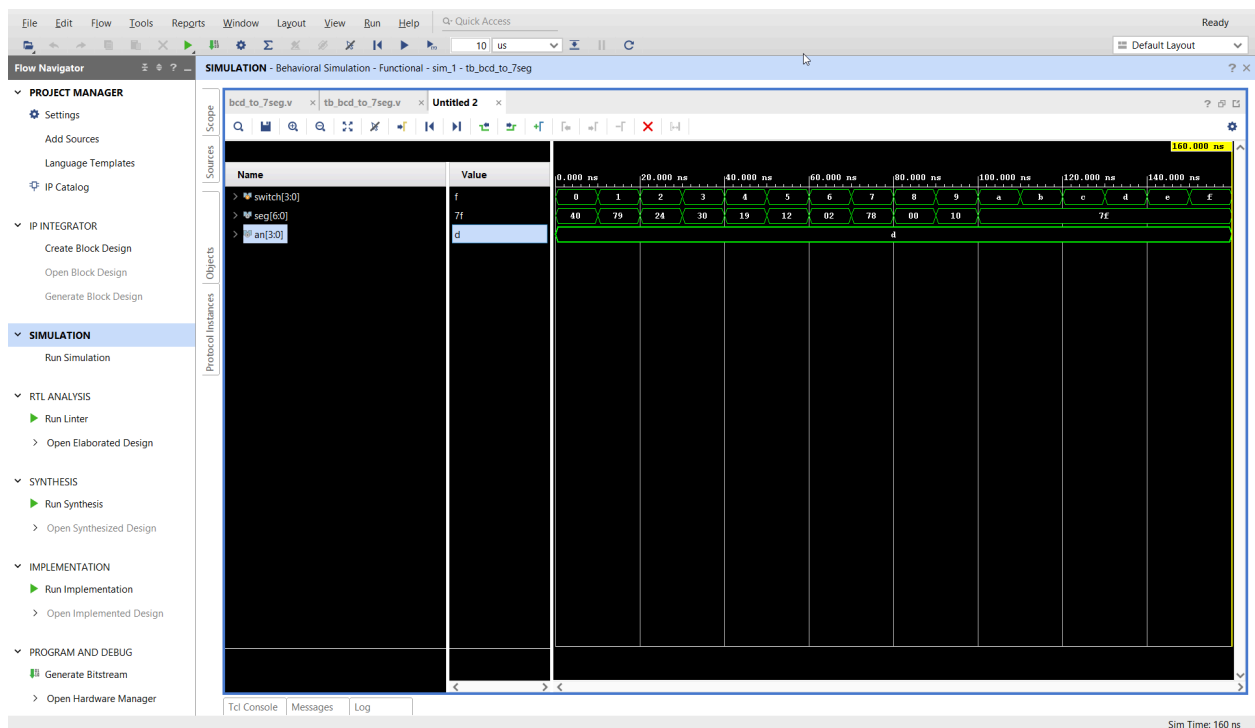 File Edit Flow Tools Reports Window Layout View Run Help Q- Quick Access Ready
10 us Default Layout
Flow Navigator ? SIMULATION - Behavioral Simulation - Functional - sim_1 - tb_bcd_to_7seg ?
PROJECT MANAGER
Settings
Add Sources
Language Templates
IP Catalog
IP INTEGRATOR
Create Block Design
Open Block Design
Generate Block Design
SIMULATION
Run Simulation
RTL ANALYSIS
Run Linter
Open Elaborated Design
SYNTHESIS
Run Synthesis
Open Synthesized Design
IMPLEMENTATION
Run Implementation
Open Implemented Design
PROGRAM AND DEBUG
Generate Bitstream
Open Hardware Manager
Scope
Sources
Objects
Protocol Instances
bcd_to_7seg.v × tb_bcd_to_7seg.v × Untitled 2 × ?
160.000 ns
Name Value 0.000 ns 20.000 ns 40.000 ns 60.000 ns 80.000 ns 100.000 ns 120.000 ns 140.000 ns
switch[3:0] f 0 1 2 3 4 5 6 7 8 9 a b c d e f
seg[6:0] 7f 40 79 24 30 19 12 02 78 00 10 7f
an[3:0] d d
Tcl Console Messages Log
Sim Time: 160 ns